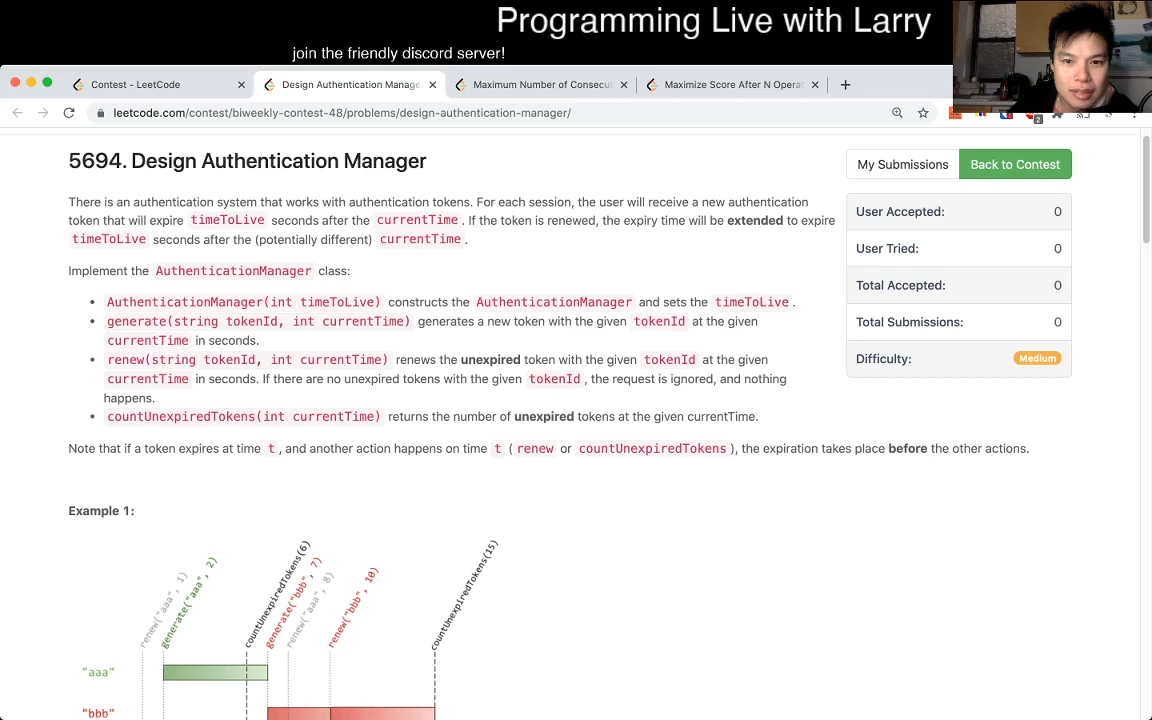 Programming Live with Larry
join the friendly discord server!
Contest - LeetCode
Design Authentication Manage
Maximum Number of Consecut
Maximize Score After N Operat
leetcode.com/contest/biweekly-contest-48/problems/design-authentication-manager/
2
5694. Design Authentication Manager
My Submissions
Back to Contest
There is an authentication system that works with authentication tokens. For each session, the user will receive a new authentication
token that will expire timeToLive seconds after the currentTime. If the token is renewed, the expiry time will be extended to expire
timeToLive seconds after the (potentially different) currentTime.
User Accepted: 0
User Tried: 0
Total Accepted: 0
Total Submissions: 0
Difficulty: Medium
Implement the AuthenticationManager class:
• AuthenticationManager(int timeToLive) constructs the AuthenticationManager and sets the timeToLive.
• generate(string tokenId, int currentTime) generates a new token with the given tokenId at the given
currentTime in seconds.
• renew(string tokenId, int currentTime) renews the unexpired token with the given tokenId at the given
currentTime in seconds. If there are no unexpired tokens with the given tokenId, the request is ignored, and nothing
happens.
• countUnexpiredTokens(int currentTime) returns the number of unexpired tokens at the given currentTime.
Note that if a token expires at time t, and another action happens on time t (renew or countUnexpiredTokens), the expiration takes place before the other actions.
Example 1:
renew("aaa", 1)
generate("aaa", 2)
countUnexpiredTokens(6)
generate("bbb", 7)
renew("aaa", 8)
renew("bbb", 10)
countUnexpiredTokens(15)
"aaa"
"bbb"